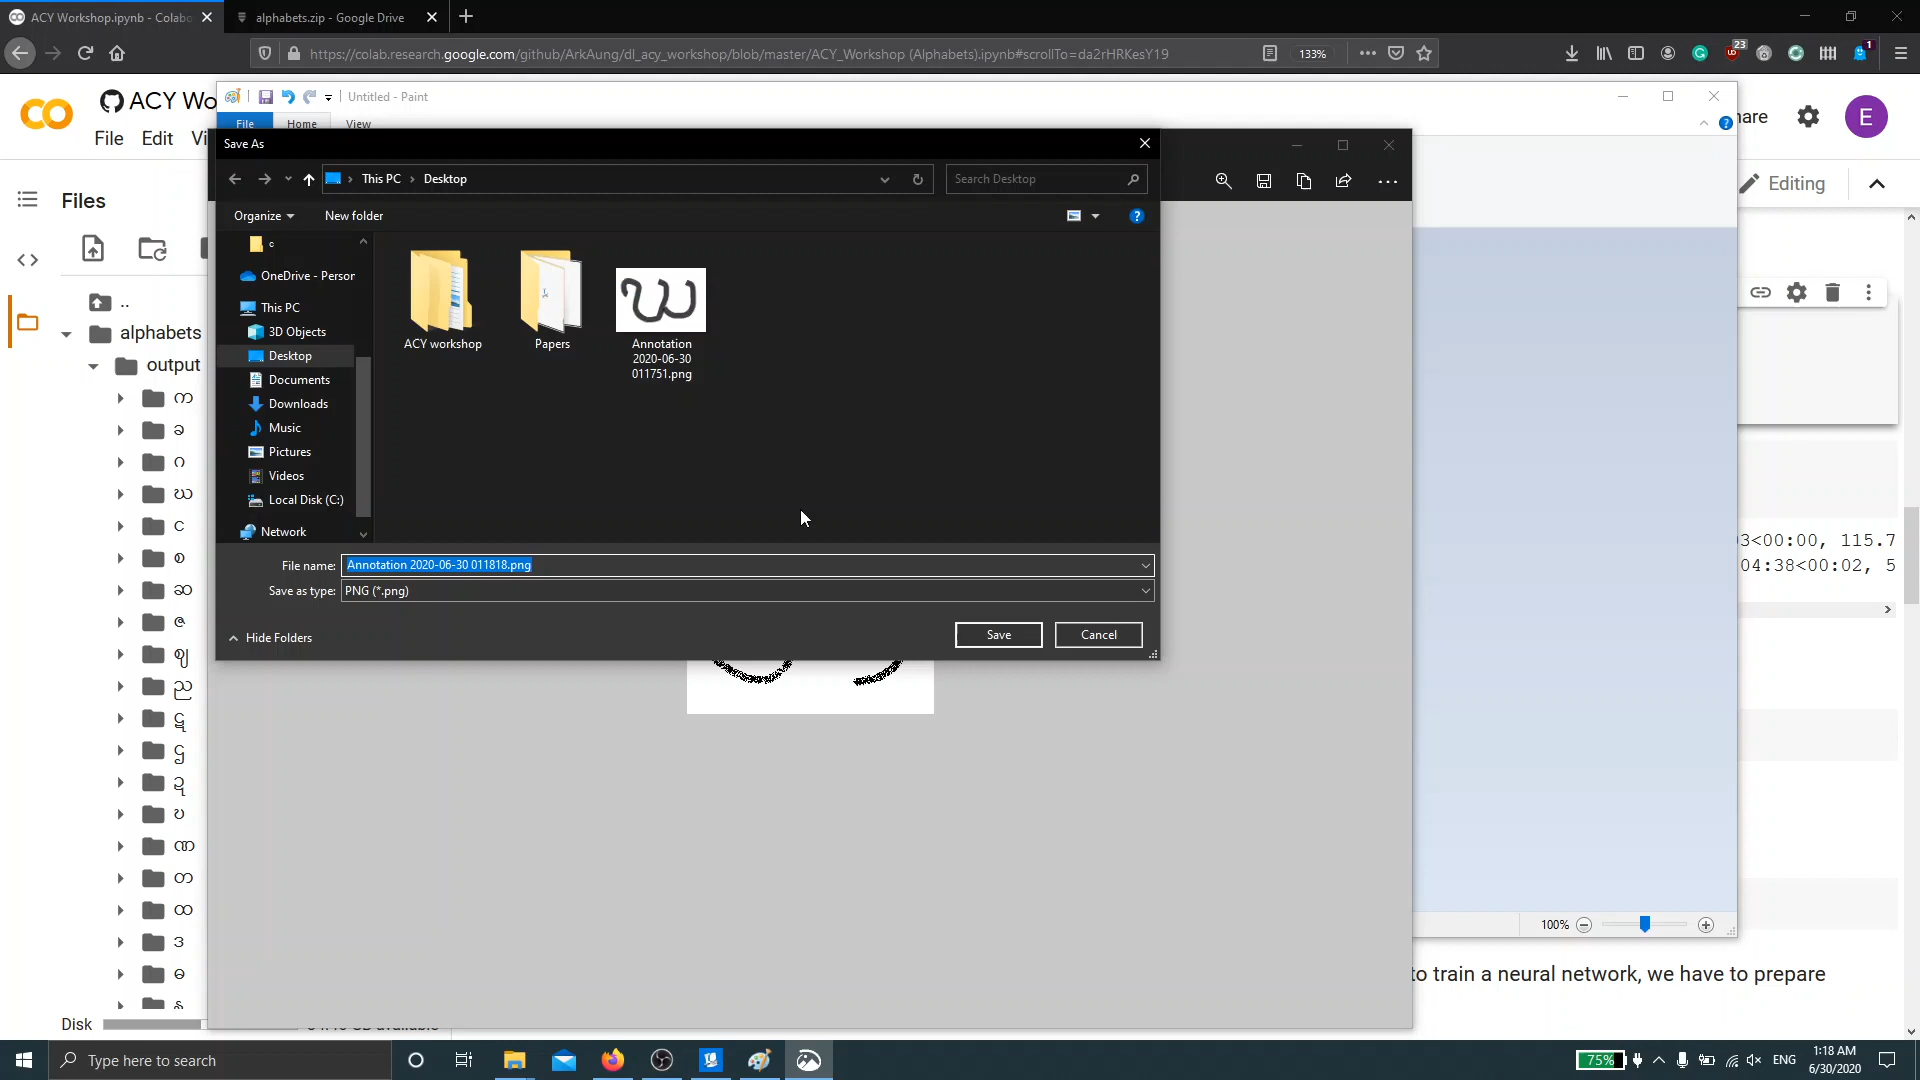 ACY Workshop.ipynb - Colabo
alphabets.zip - Google Drive
https://colab.research.google.com/github/ArkAung/dl_acy_workshop/blob/master/ACY_Workshop (Alphabets).ipynb#scrollTo=da2rHRKesY19
133%
23
1
ACY Wo
Untitled - Paint
File
Home
View
File Edit Vi
hare
E
Save As
This PC
Desktop
Search Desktop
Editing
Files
Organize
New folder
c
OneDrive - Person
This PC
3D Objects
Desktop
Documents
Downloads
Music
Pictures
Videos
Local Disk (C:)
Network
ACY workshop
Papers
Annotation
2020-06-30
011751.png
..
alphabets
output
က
ခ
ဂ
ဃ
င
စ
ဆ
ဇ
ဈ
ည
ဋ
ဌ
ဍ
ဎ
ဏ
တ
ထ
ဒ
ဓ
န
File name:
Annotation 2020-06-30 011818.png
Save as type:
PNG (*.png)
Hide Folders
Save
Cancel
3<00:00, 115.7
04:38<00:02, 5
100%
to train a neural network, we have to prepare
Disk
Type here to search
75%
ENG
1:18 AM
6/30/2020